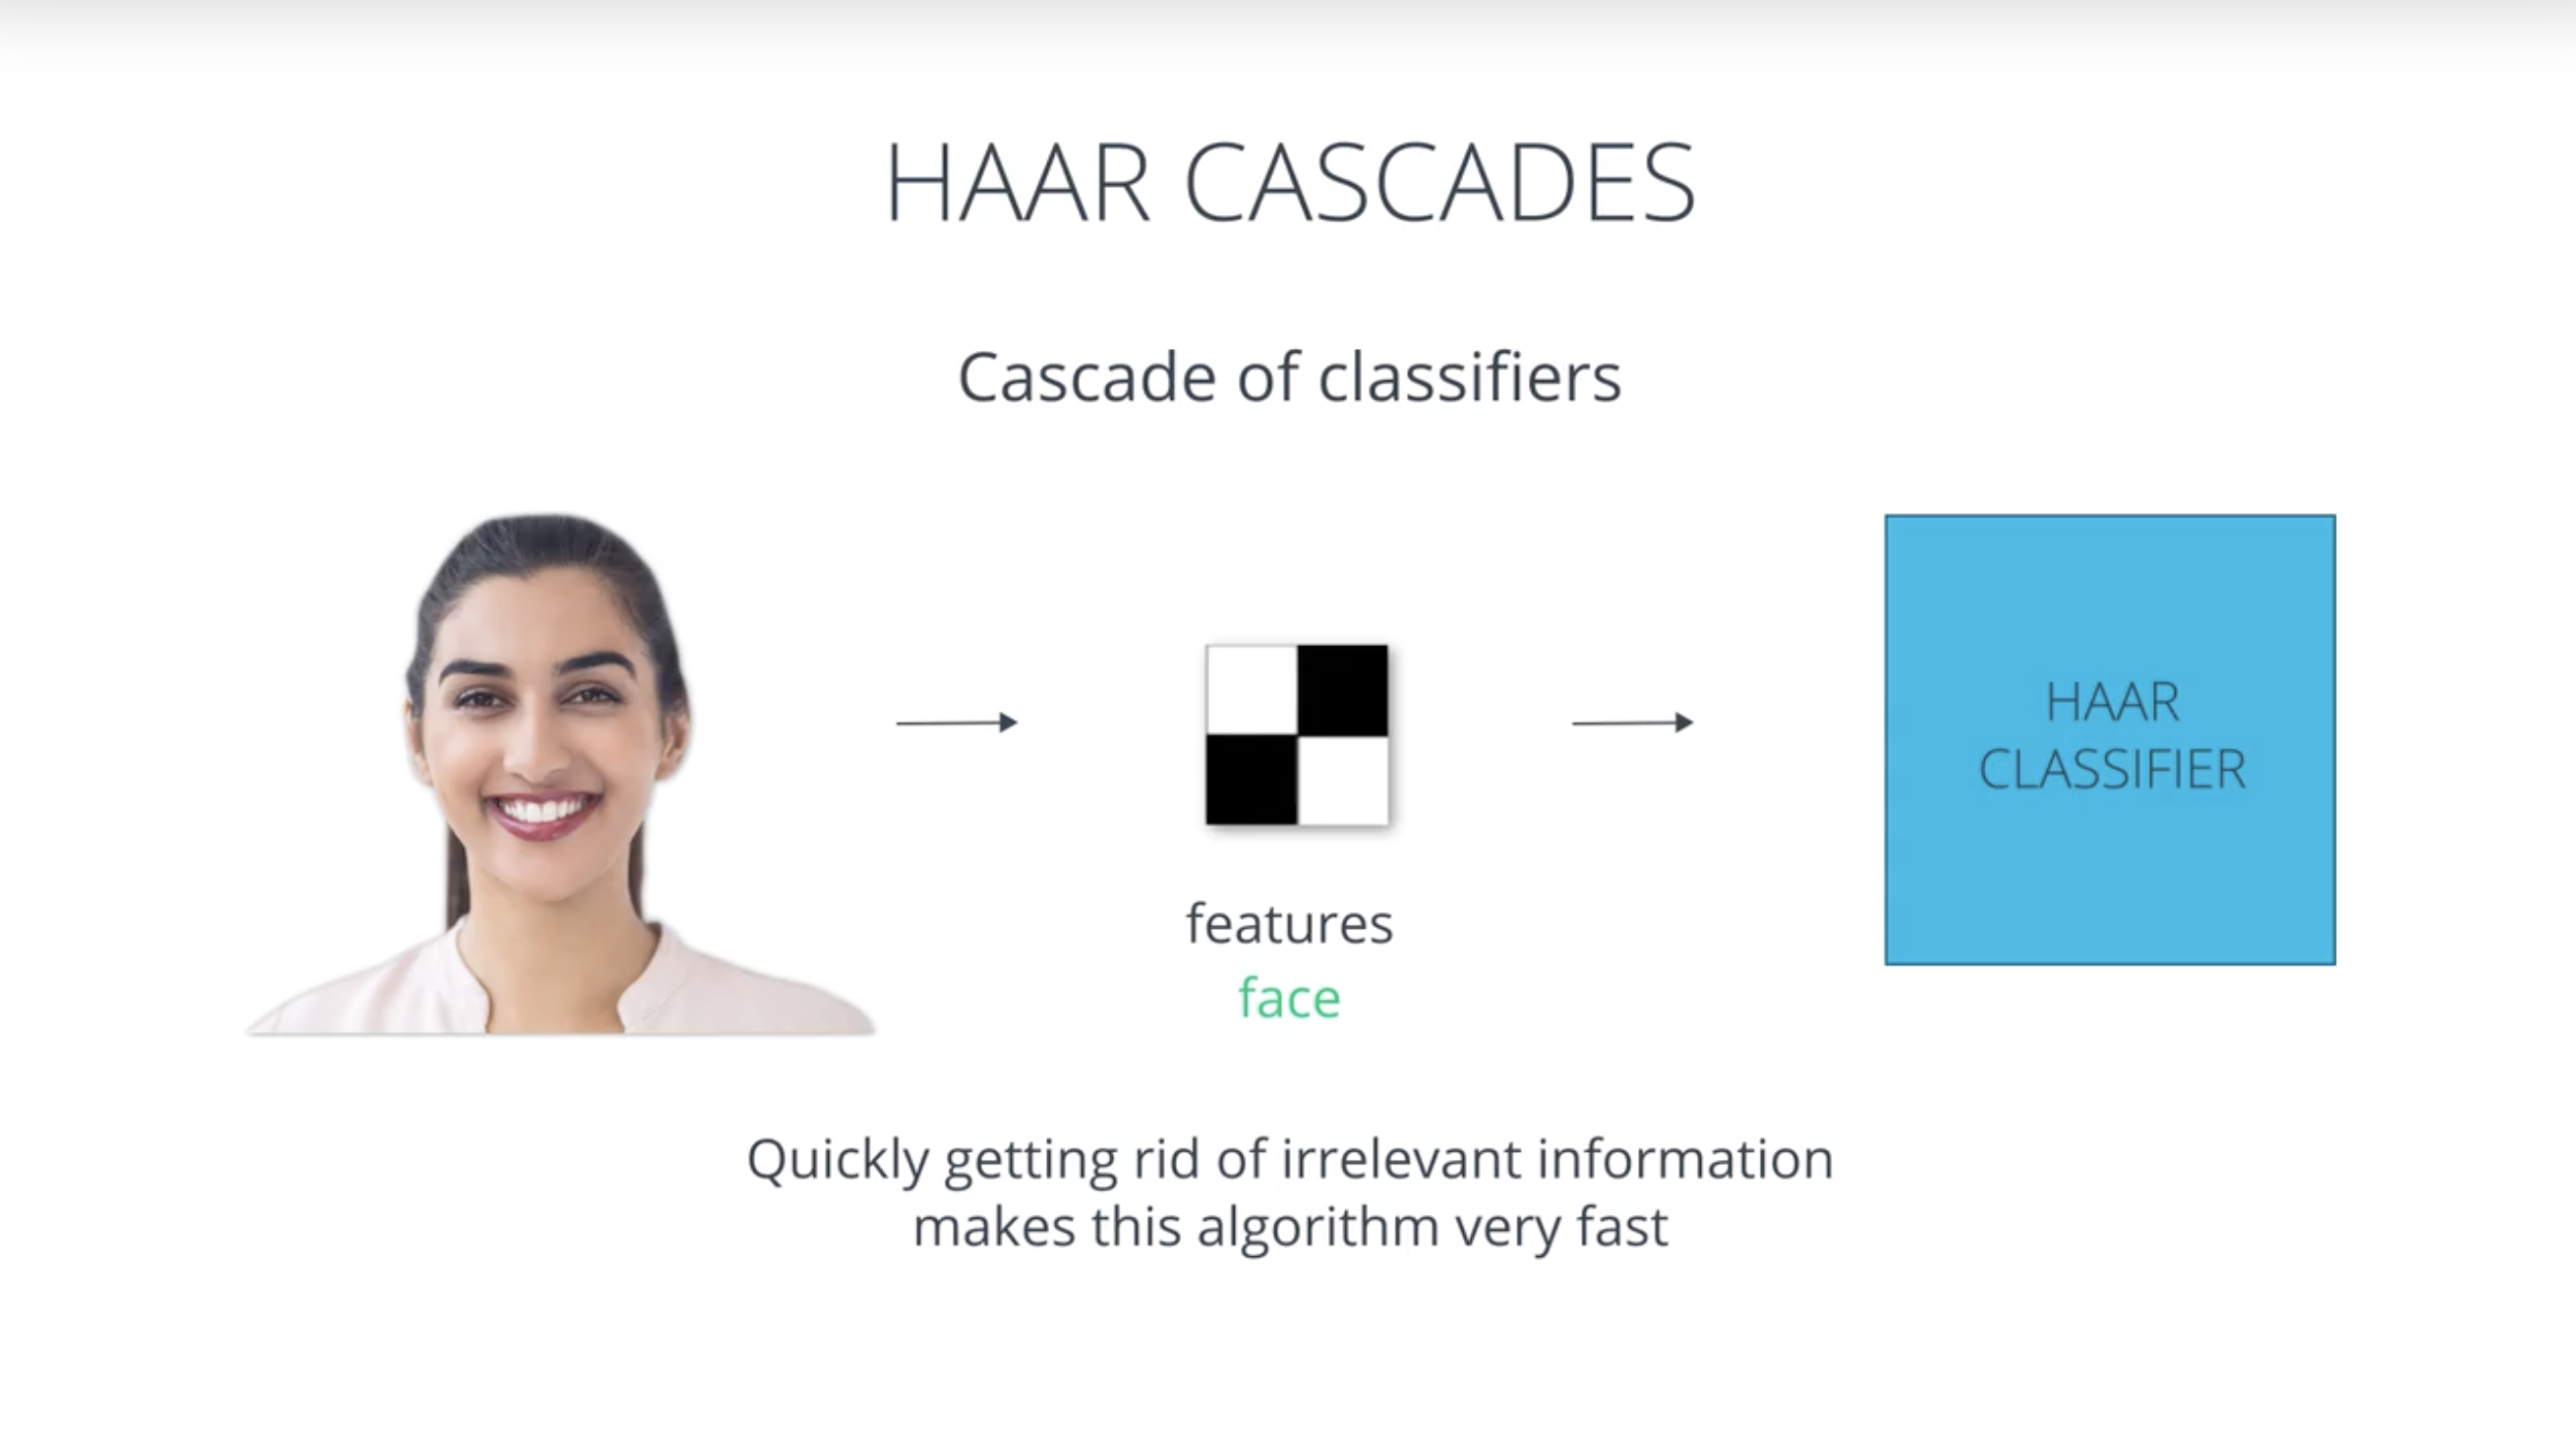 HAAR CASCADES
Cascade of classifiers
HAAR
CLASSIFIER
features
face
Quickly getting rid of irrelevant information
makes this algorithm very fast